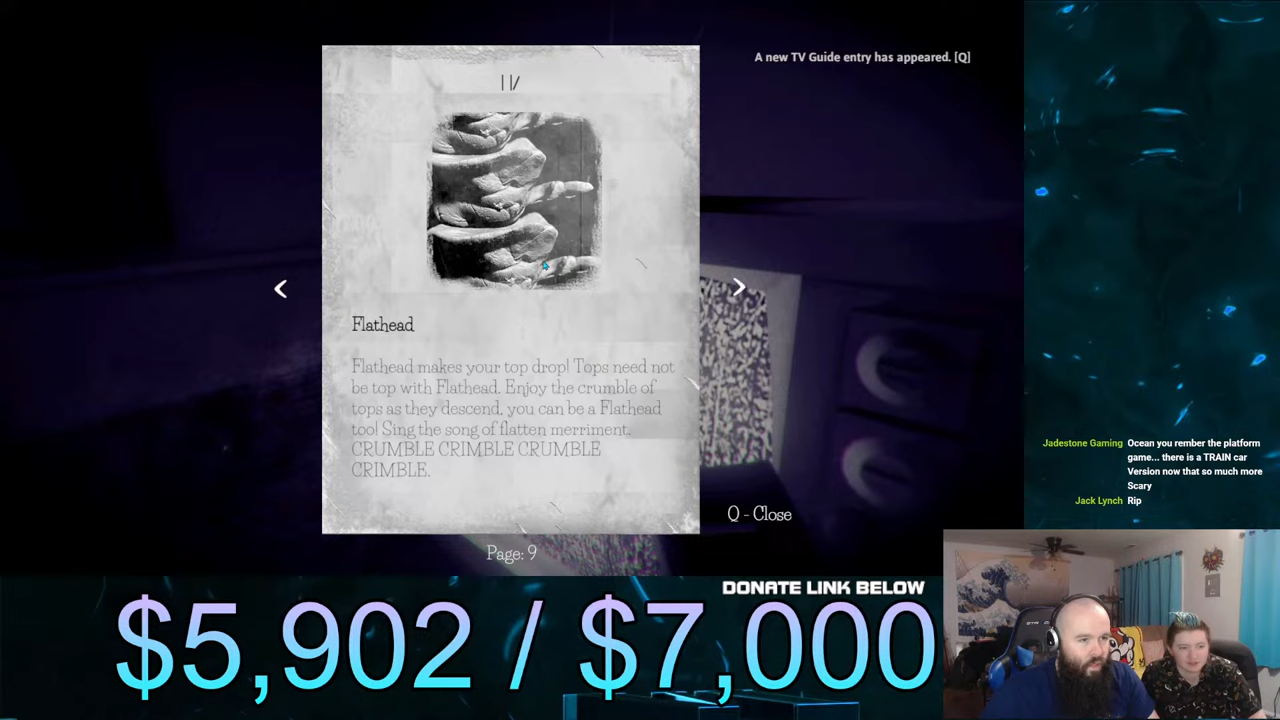 A new TV Guide entry has appeared. [Q]
Flathead
Flathead makes your top drop! Tops need not
be top with Flathead. Enjoy the crumble of
tops as they descend, you can be a Flathead
too! Sing the song of flatten merriment.
CRUMBLE CRIMBLE CRUMBLE
CRIMBLE.
Q - Close
Page: 9
Jadestone Gaming Ocean you rember the platform
game... there is a TRAIN car
Version now that so much more
Scary
Jack Lynch Rip
DONATE LINK BELOW
$5,902 / $7,000